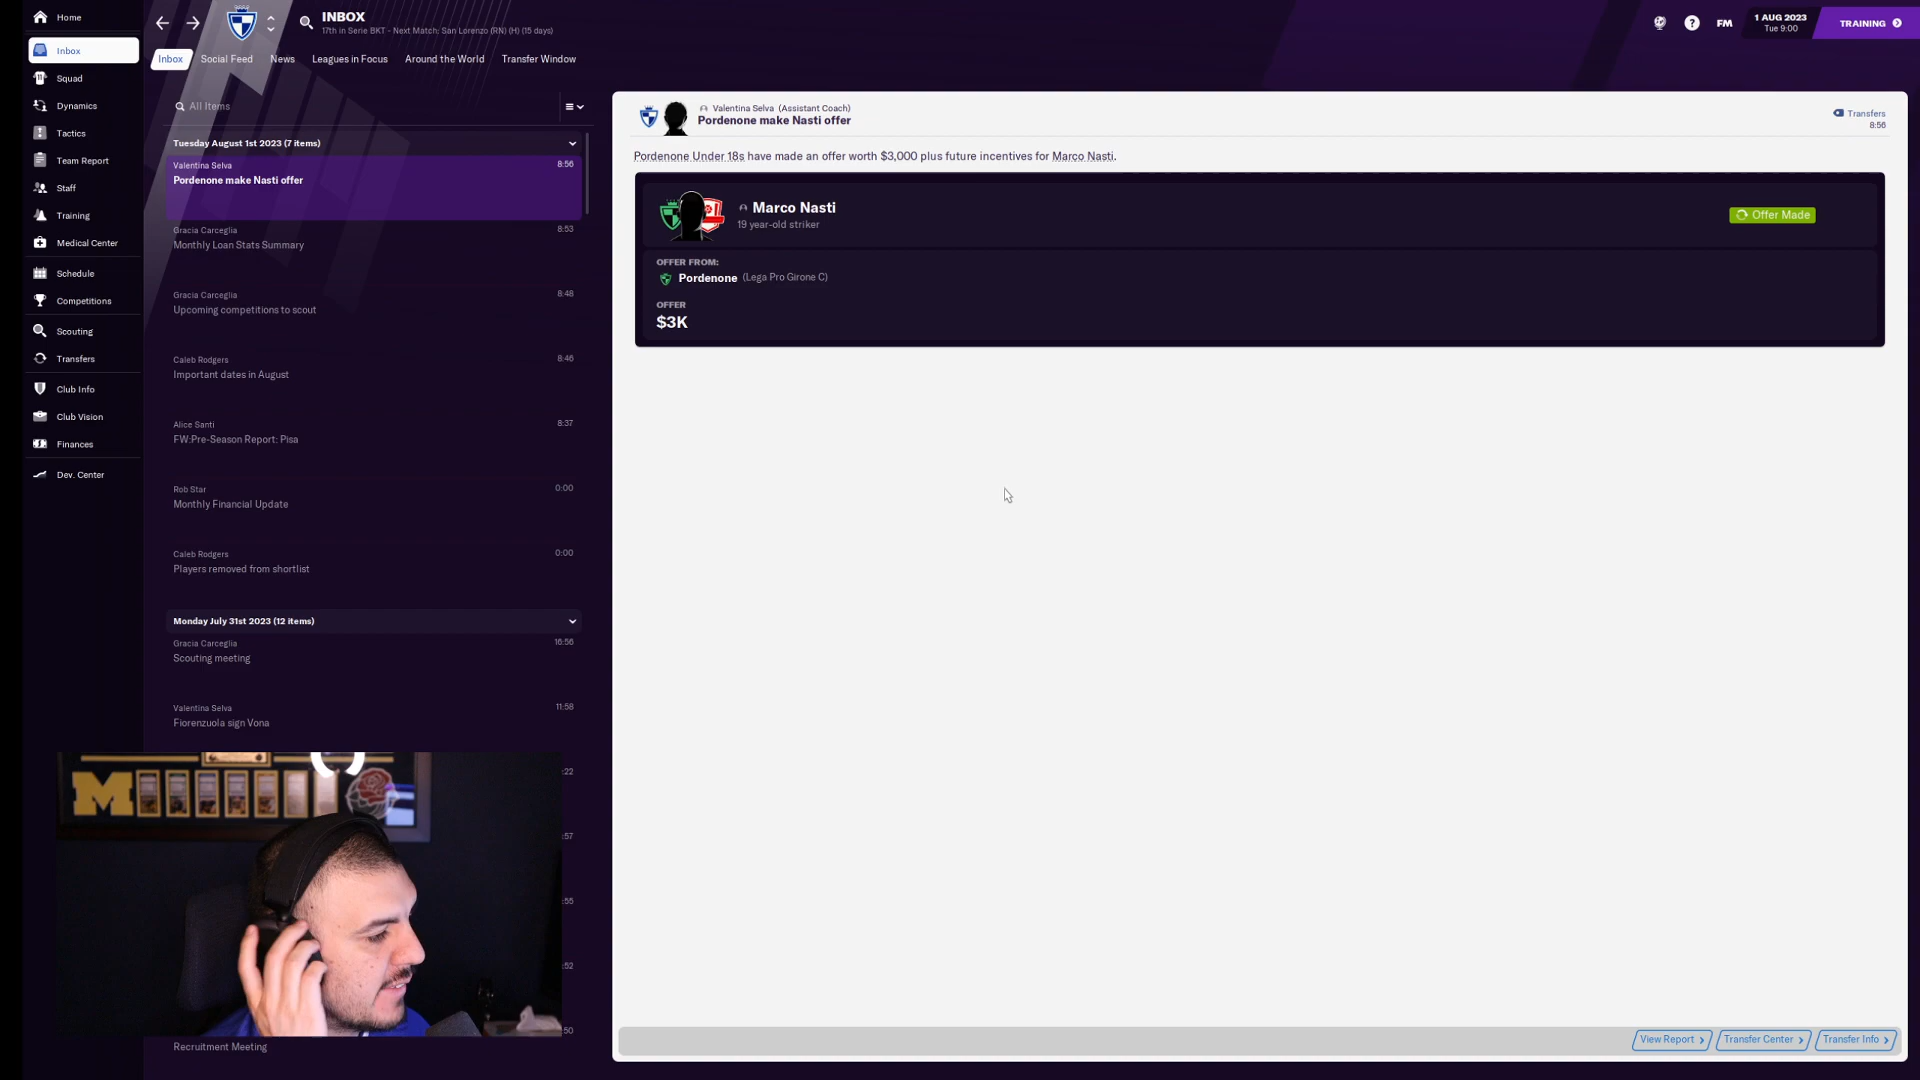 Home
Inbox
Squad
Dynamics
Tactics
Team Report
Staff
Training
Medical Center
Schedule
Competitions
Scouting
Transfers
Club Info
Club Vision
Finances
Dev. Center
INBOX
17th in Serie BKT - Next Match: San Lorenzo (RN) (H) (15 days)
FM
1 AUG 2023
Tue 9:00
TRAINING
Inbox Social Feed News Leagues in Focus Around the World Transfer Window
All Items
Tuesday August 1st 2023 (7 items)
Valentina Selva 8:56
Pordenone make Nasti offer
Gracia Carceglia 8:53
Monthly Loan Stats Summary
Gracia Carceglia 8:48
Upcoming competitions to scout
Caleb Rodgers 8:46
Important dates in August
Alice Santi 8:37
FW:Pre-Season Report: Pisa
Rob Star 0:00
Monthly Financial Update
Caleb Rodgers 0:00
Players removed from shortlist
Monday July 31st 2023 (12 items)
Gracia Carceglia 16:56
Scouting meeting
Valentina Selva 11:58
Fiorenzuola sign Vona
:22
:57
:55
:52
:50
M
Recruitment Meeting
Valentina Selva (Assistant Coach)
Pordenone make Nasti offer
Transfers
8:56
Pordenone Under 18s have made an offer worth $3,000 plus future incentives for Marco Nasti.
Marco Nasti
19 year-old striker
Offer Made
OFFER FROM:
Pordenone (Lega Pro Girone C)
OFFER
$3K
View Report
Transfer Center
Transfer Info